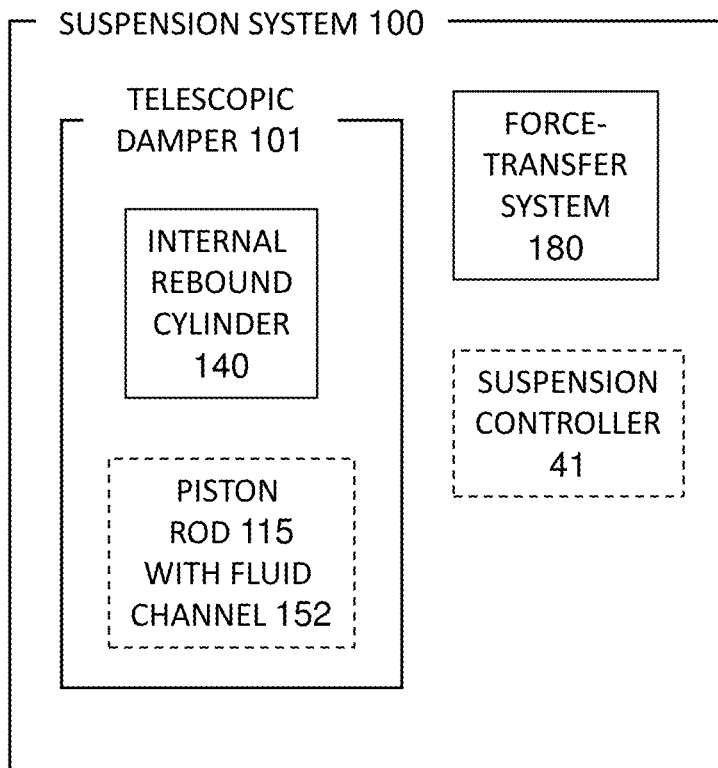 SUSPENSION SYSTEM 100
TELESCOPIC
DAMPER 101
INTERNAL
REBOUND
CYLINDER
140
PISTON
ROD 115
WITH FLUID
CHANNEL 152
FORCE-
TRANSFER
SYSTEM
180
SUSPENSION
CONTROLLER
41